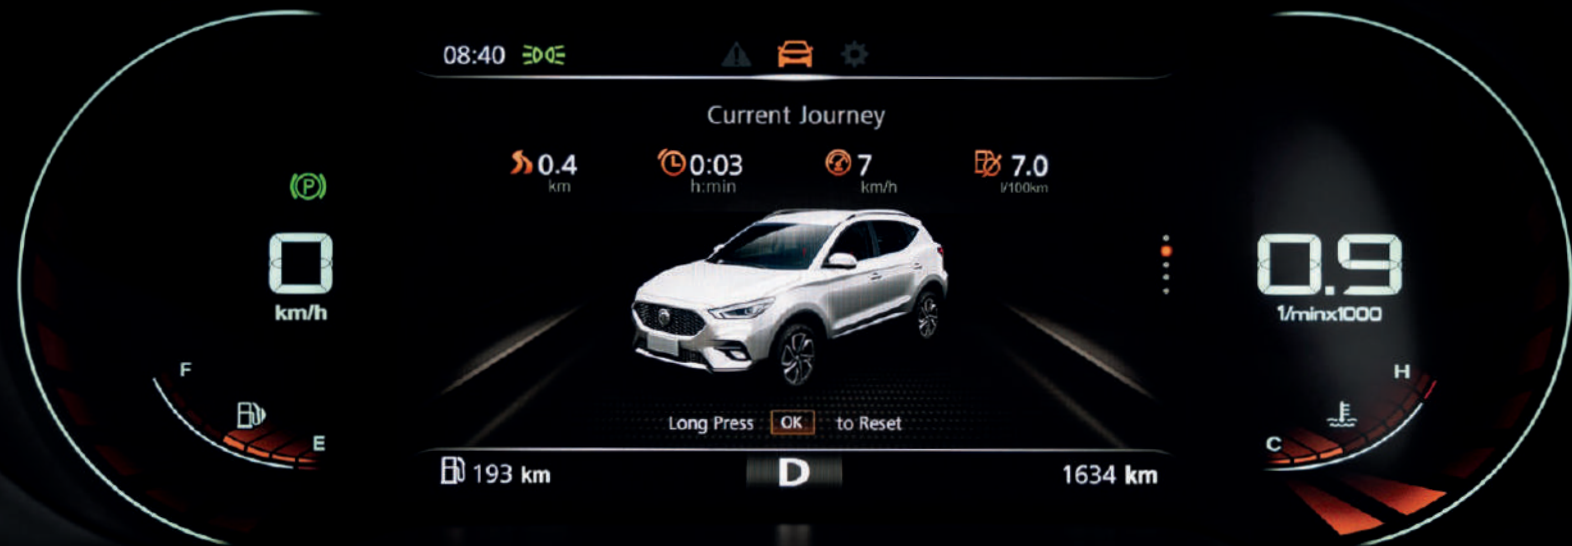 08:40
Current Journey
0.4 0:03 7 7.0
km h:min km/h l/100km
P
0 0.9
km/h 1/minx1000
F H
E C
Long Press OK to Reset
193 km D 1634 km